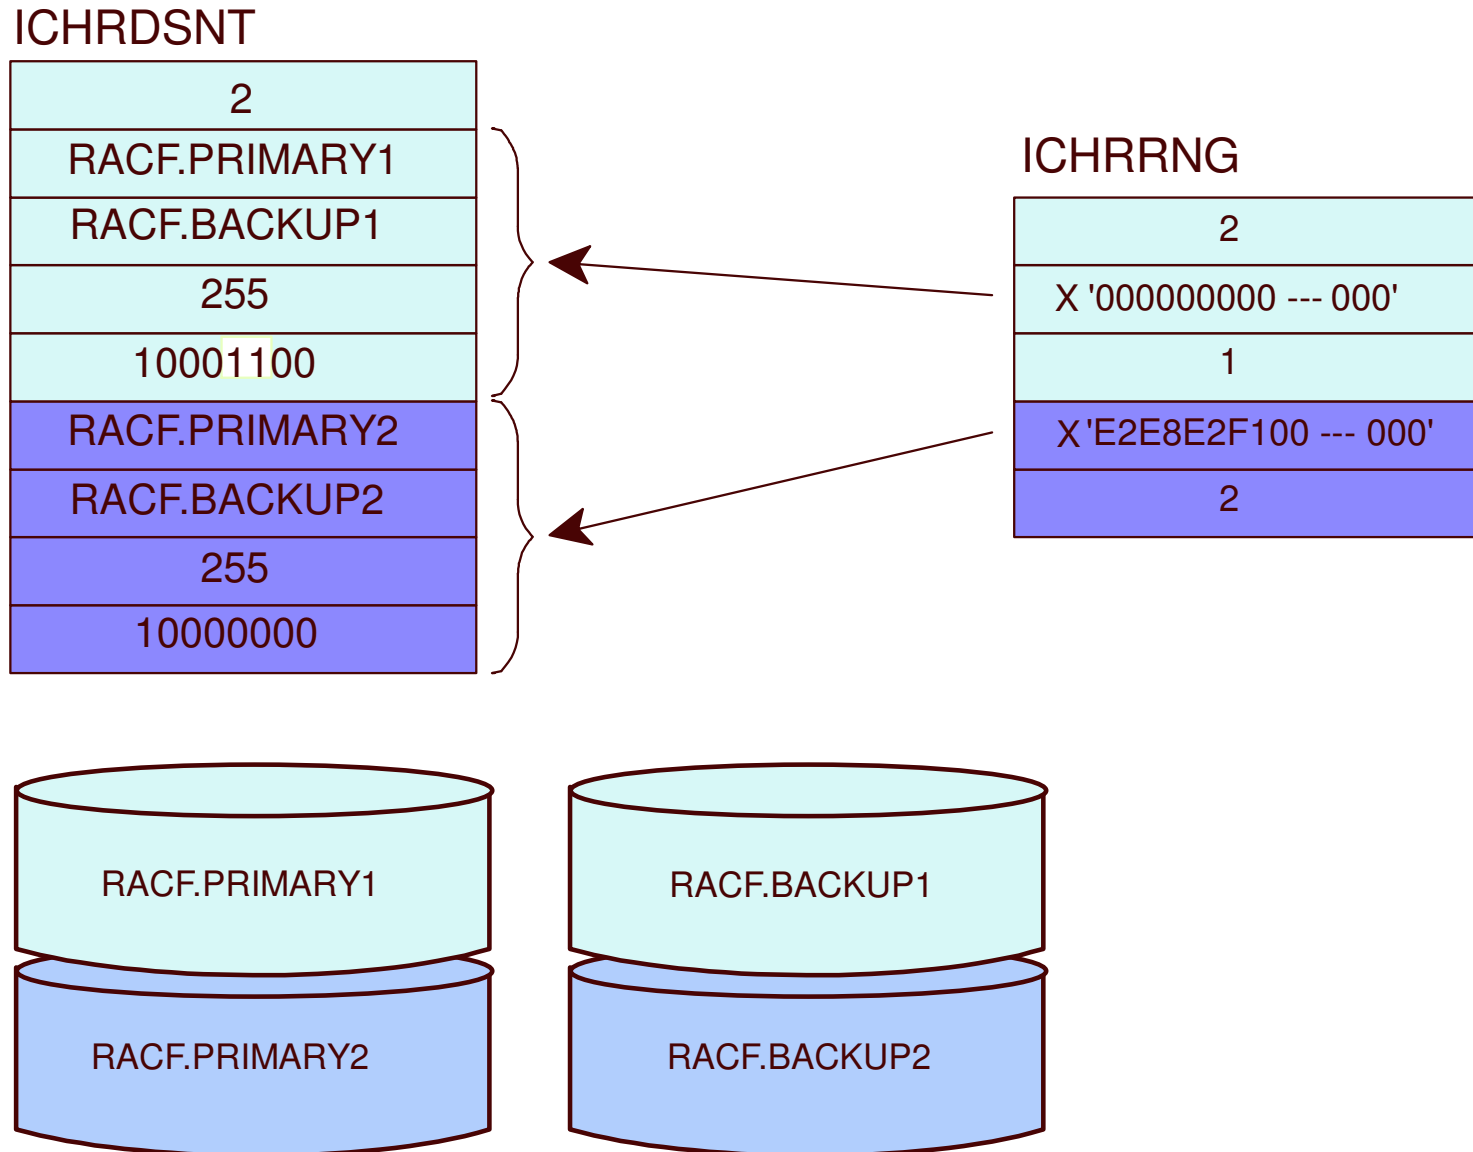 ICHRDSNT
2
RACF.PRIMARY1
RACF.BACKUP1
255
10001100
RACF.PRIMARY2
RACF.BACKUP2
255
10000000
ICHRRNG
2
X '000000000 --- 000'
1
X 'E2E8E2F100 --- 000'
2
RACF.PRIMARY1
RACF.BACKUP1
RACF.PRIMARY2
RACF.BACKUP2